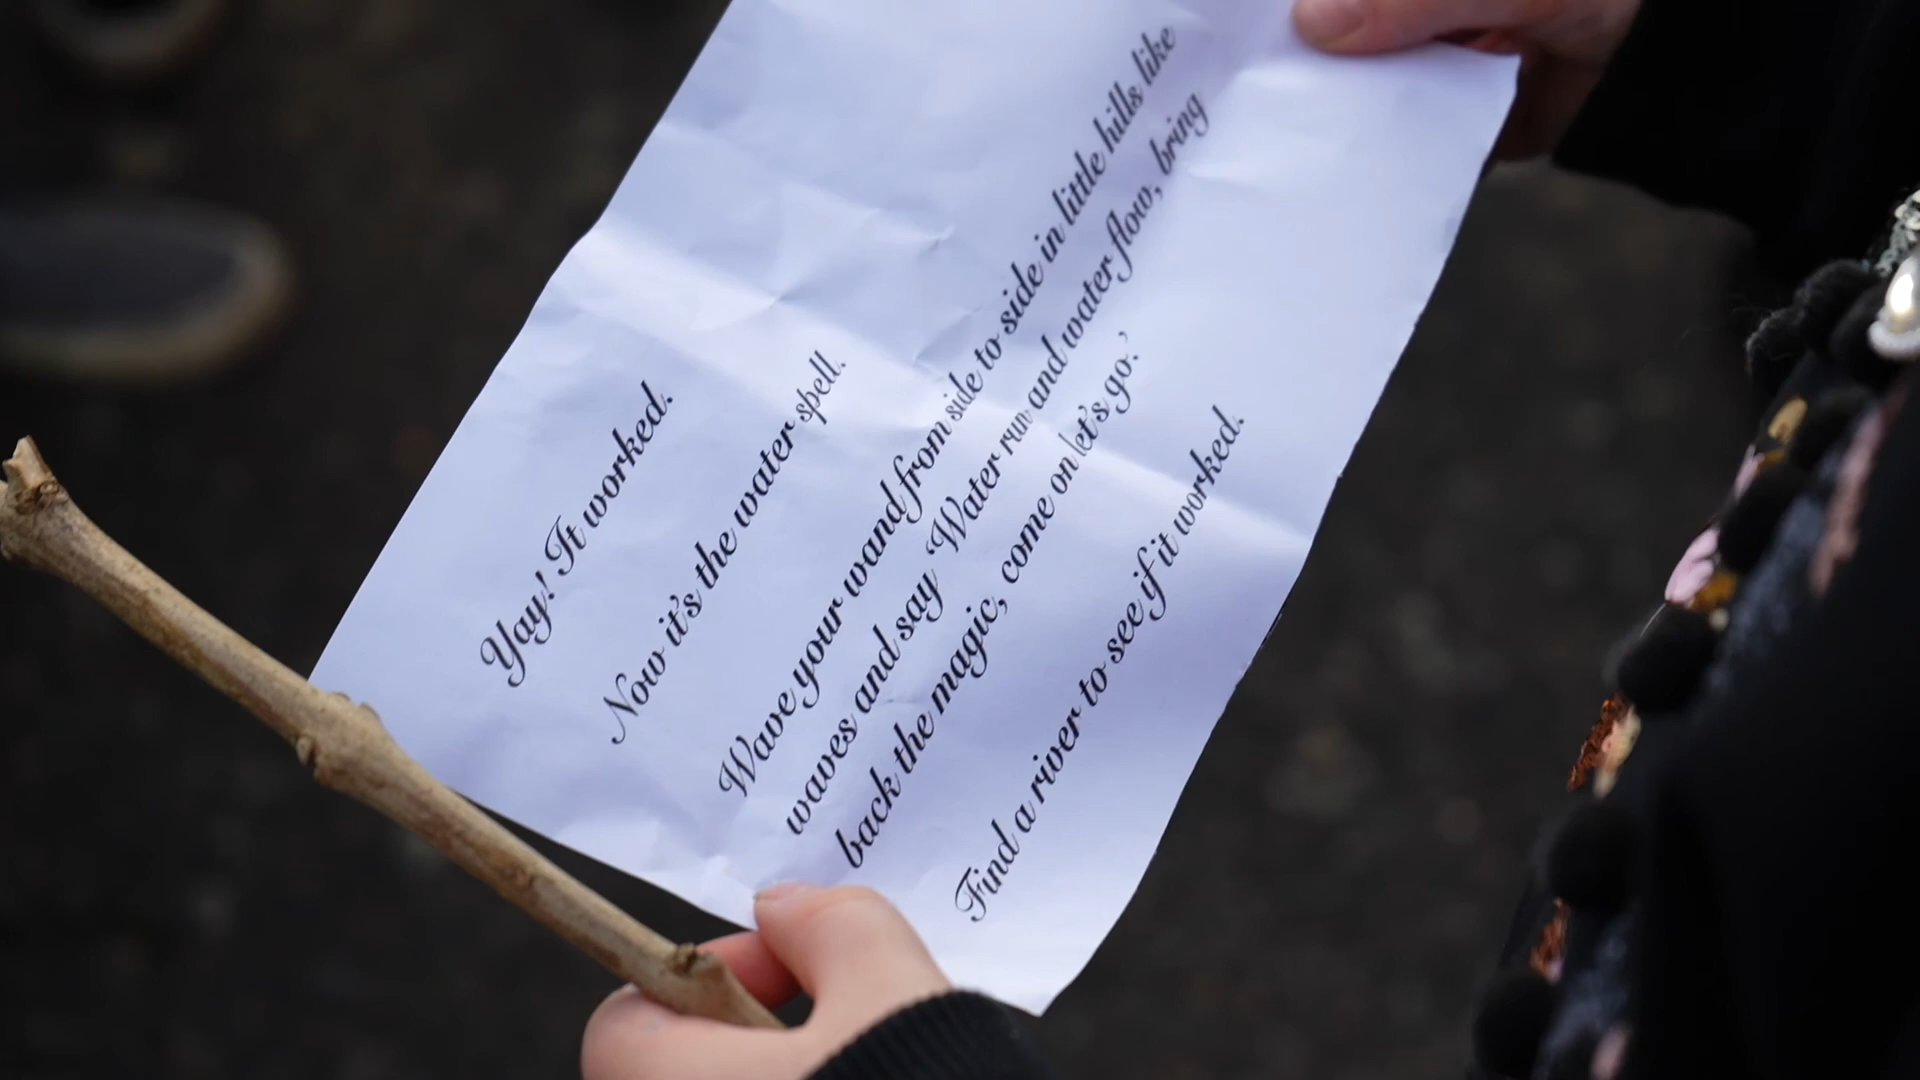 Yay! It worked.
Now it's the water spell.
Wave your wand from side to side in little hills like
waves and say 'Water run and water flow, bring
back the magic, come on let's go.'
Find a river to see if it worked.